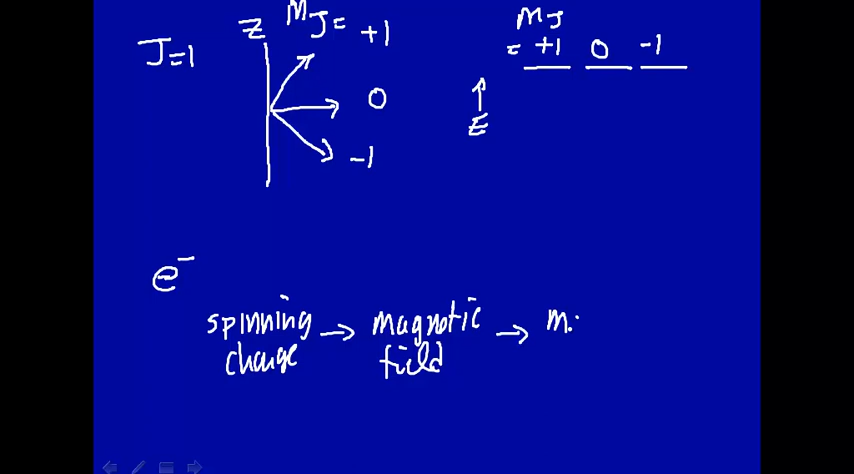 J=1
Z
MJ= +1
0
-1
MJ
= +1 0 -1
↑
E
e⁻
spinning → magnetic → m.
charge field